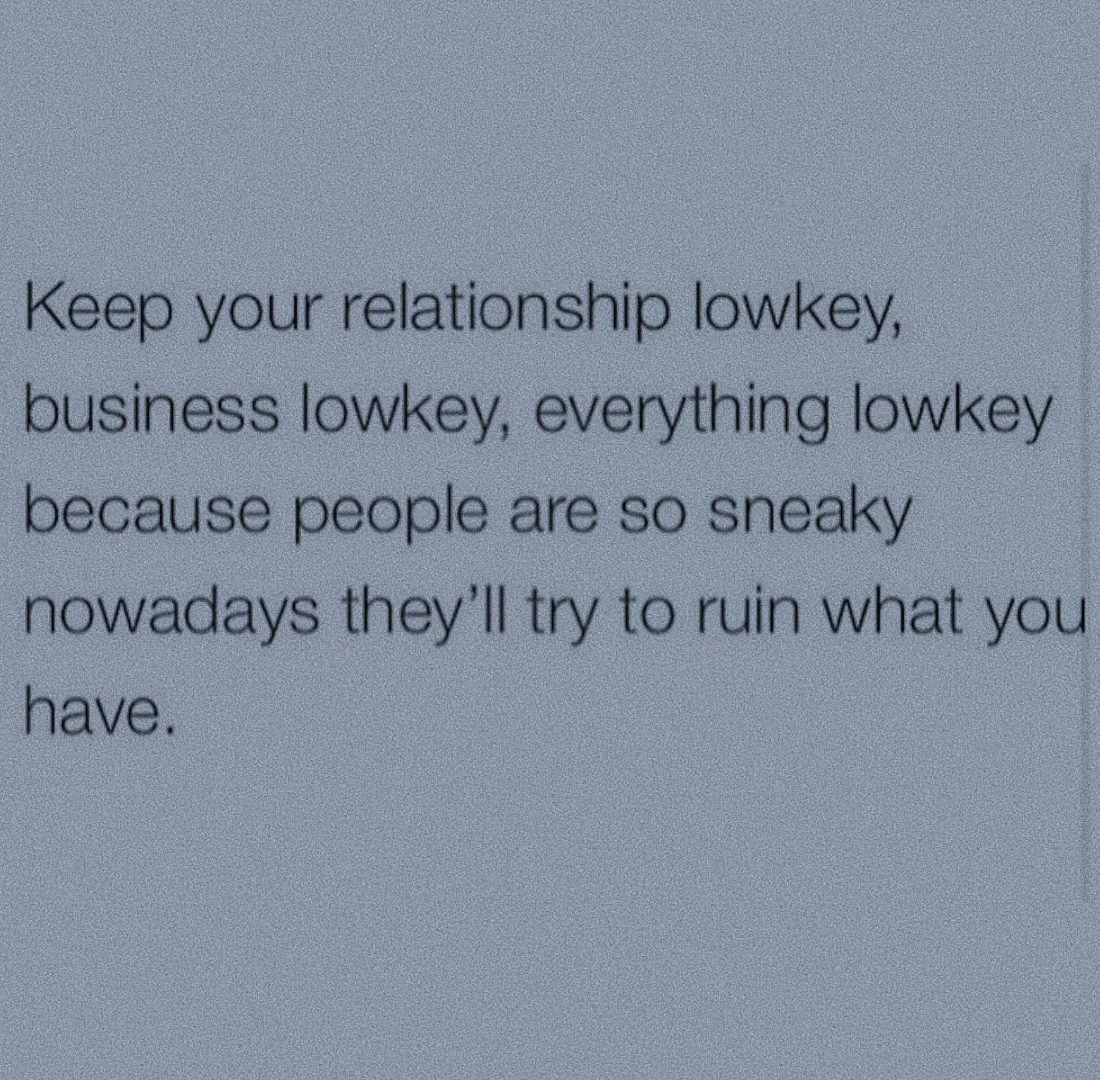 Keep your relationship lowkey,
business lowkey, everything lowkey
because people are so sneaky
nowadays they’ll try to ruin what you
have.